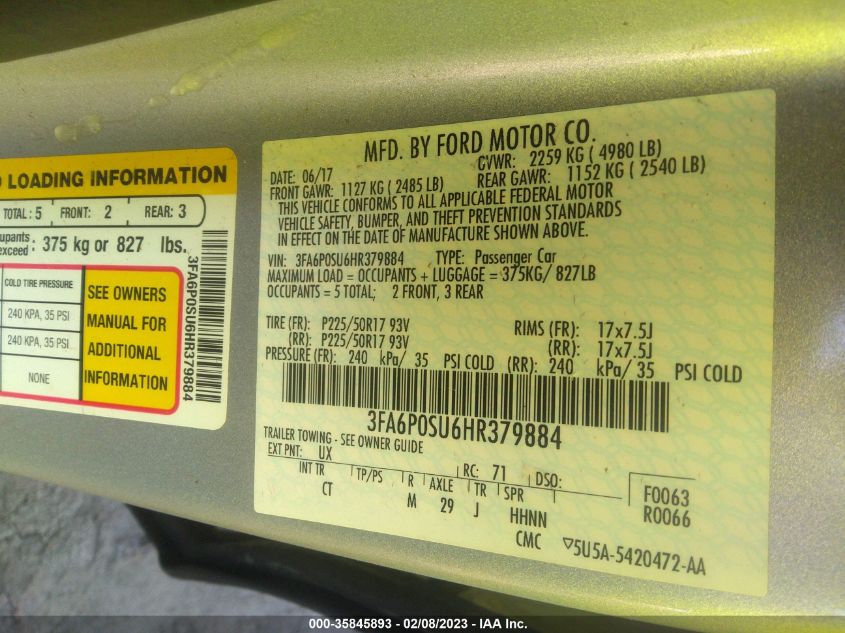 O LOADING INFORMATION
TOTAL : 5 FRONT: 2 REAR: 3
upants
exceed : 375 kg or 827 lbs.
COLD TIRE PRESSURE
240 KPA, 35 PSI
240 KPA, 35 PSI
NONE
SEE OWNERS
MANUAL FOR
ADDITIONAL
INFORMATION
3FA6P0SU6HR379884
MFD. BY FORD MOTOR CO.
DATE: 06/17 GVWR: 2259 KG ( 4980 LB)
FRONT GAWR: 1127 KG ( 2485 LB) REAR GAWR: 1152 KG ( 2540 LB)
THIS VEHICLE CONFORMS TO ALL APPLICABLE FEDERAL MOTOR
VEHICLE SAFETY, BUMPER, AND THEFT PREVENTION STANDARDS
IN EFFECT ON THE DATE OF MANUFACTURE SHOWN ABOVE.
VIN: 3FA6P0SU6HR379884 TYPE: Passenger Car
MAXIMUM LOAD = OCCUPANTS + LUGGAGE = 375KG/ 827LB
OCCUPANTS = 5 TOTAL; 2 FRONT, 3 REAR
TIRE (FR): P225/50R17 93V RIMS (FR): 17x7.5J
(RR): P225/50R17 93V (RR): 17x7.5J
PRESSURE (FR): 240 kPa/ 35 PSI COLD (RR): 240 kPa/ 35 PSI COLD
3FA6P0SU6HR379884
TRAILER TOWING - SEE OWNER GUIDE
EXT PNT: UX RC: 71 DSO:
INT TR TP/PS R AXLE TR SPR F0063
CT M 29 J HHNN R0066
CMC ▽5U5A-5420472-AA
000-35845893 - 02/08/2023 - IAA Inc.